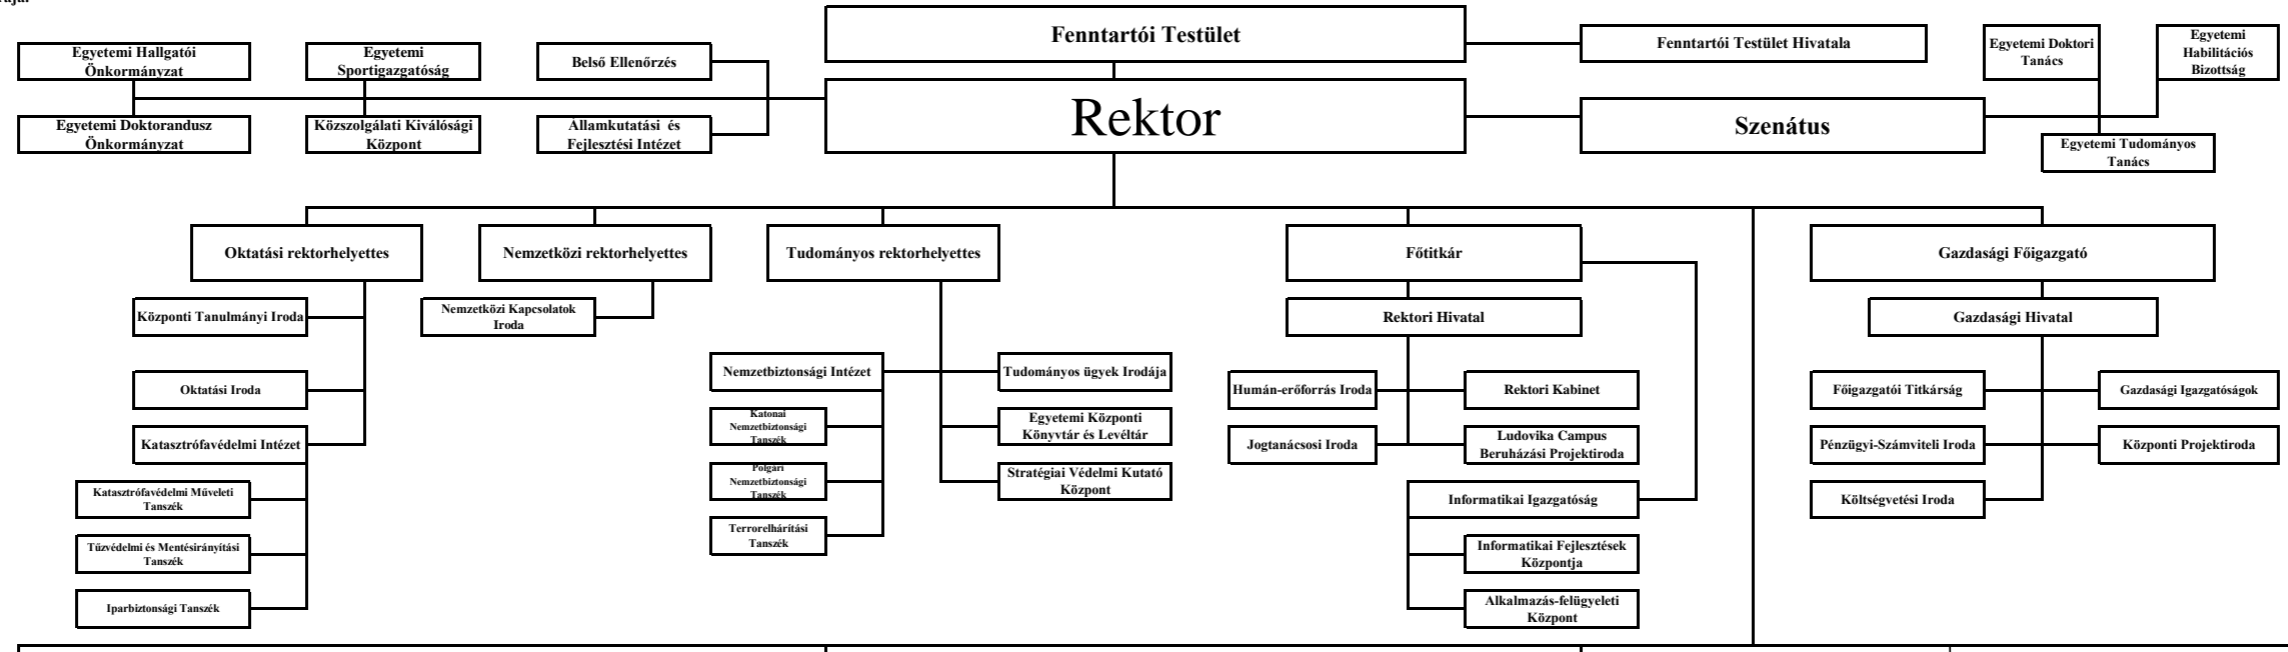 Fenntartói Testület
Fenntartói Testület Hivatala
Egyetemi Doktori
Tanács
Egyetemi
Habilitációs
Bizottság
Egyetemi Hallgatói
Önkormányzat
Egyetemi
Sportigazgatóság
Belső Ellenőrzés
Rektor
Szenátus
Egyetemi Doktorandusz
Önkormányzat
Közszolgálati Kiválósági
Központ
Államkutatási és
Fejlesztési Intézet
Egyetemi Tudományos
Tanács
Oktatási rektorhelyettes
Nemzetközi rektorhelyettes
Tudományos rektorhelyettes
Főtitkár
Gazdasági Főigazgató
Központi Tanulmányi Iroda
Nemzetközi Kapcsolatok
Iroda
Rektori Hivatal
Gazdasági Hivatal
Nemzetbiztonsági Intézet
Tudományos ügyek Irodája
Oktatási Iroda
Humán-erőforrás Iroda
Rektori Kabinet
Főigazgatói Titkárság
Gazdasági Igazgatóságok
Katonai
Nemzetbiztonsági
Tanszék
Egyetemi Központi
Könyvtár és Levéltár
Katasztrófavédelmi Intézet
Jogtanácsosi Iroda
Ludovika Campus
Beruházási Projektiroda
Pénzügyi-Számviteli Iroda
Központi Projektiroda
Polgári
Nemzetbiztonsági
Tanszék
Stratégiai Védelmi Kutató
Központ
Katasztrófavédelmi Műveleti
Tanszék
Informatikai Igazgatóság
Költségvetési Iroda
Terrorelhárítási
Tanszék
Tűzvédelmi és Mentésirányítási
Tanszék
Informatikai Fejlesztések
Központja
Iparbiztonsági Tanszék
Alkalmazás-felügyeleti
Központ